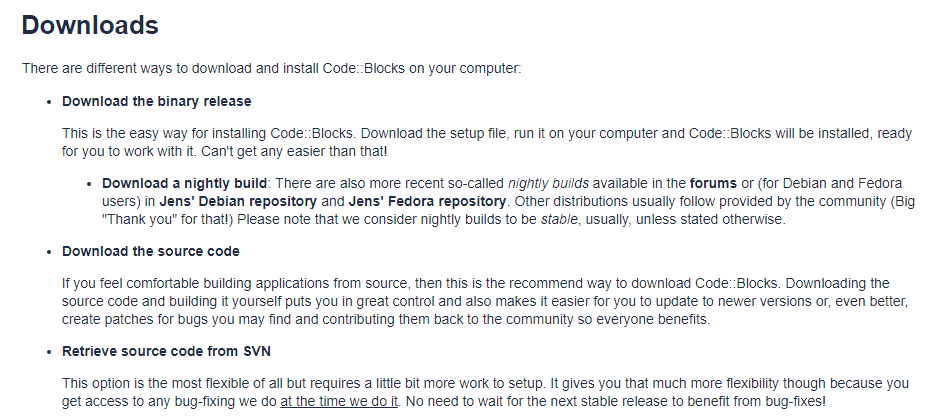 Downloads
There are different ways to download and install Code::Blocks on your computer:
• Download the binary release
This is the easy way for installing Code::Blocks. Download the setup file, run it on your computer and Code::Blocks will be installed, ready
for you to work with it. Can't get any easier than that!
• Download a nightly build: There are also more recent so-called nightly builds available in the forums or (for Debian and Fedora
users) in Jens' Debian repository and Jens' Fedora repository. Other distributions usually follow provided by the community (Big
"Thank you" for that!) Please note that we consider nightly builds to be stable, usually, unless stated otherwise.
• Download the source code
If you feel comfortable building applications from source, then this is the recommend way to download Code::Blocks. Downloading the
source code and building it yourself puts you in great control and also makes it easier for you to update to newer versions or, even better,
create patches for bugs you may find and contributing them back to the community so everyone benefits.
• Retrieve source code from SVN
This option is the most flexible of all but requires a little bit more work to setup. It gives you that much more flexibility though because you
get access to any bug-fixing we do at the time we do it. No need to wait for the next stable release to benefit from bug-fixes!